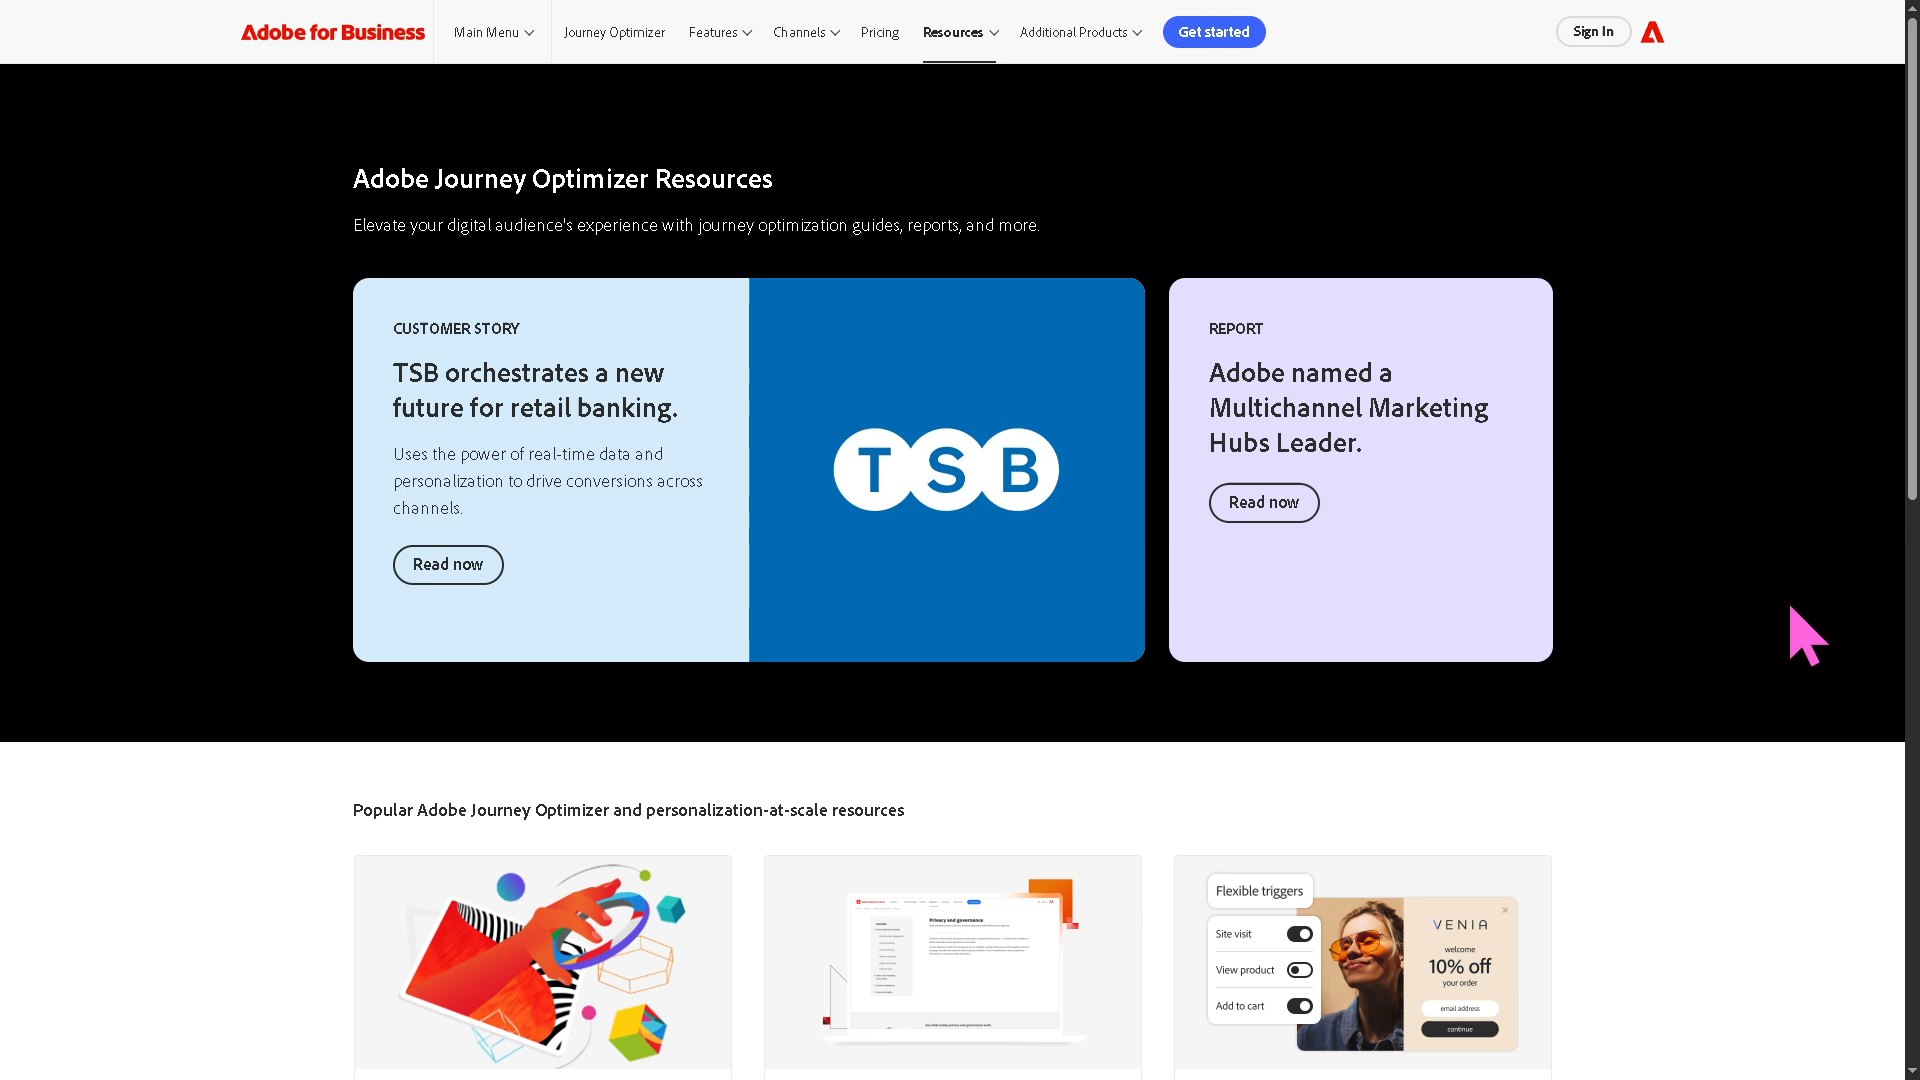 Adobe for Business
Main Menu
Journey Optimizer
Features
Channels
Pricing
Resources
Additional Products
Get started
Sign In
Adobe Journey Optimizer Resources
Elevate your digital audience's experience with journey optimization guides, reports, and more.
CUSTOMER STORY
TSB orchestrates a new
future for retail banking.
Uses the power of real-time data and
personalization to drive conversions across
channels.
Read now
TSB
REPORT
Adobe named a
Multichannel Marketing
Hubs Leader.
Read now
Popular Adobe Journey Optimizer and personalization-at-scale resources
Privacy and governance
Flexible triggers
Site visit
View product
Add to cart
VENIA
welcome
10% off
your order
email address
continue